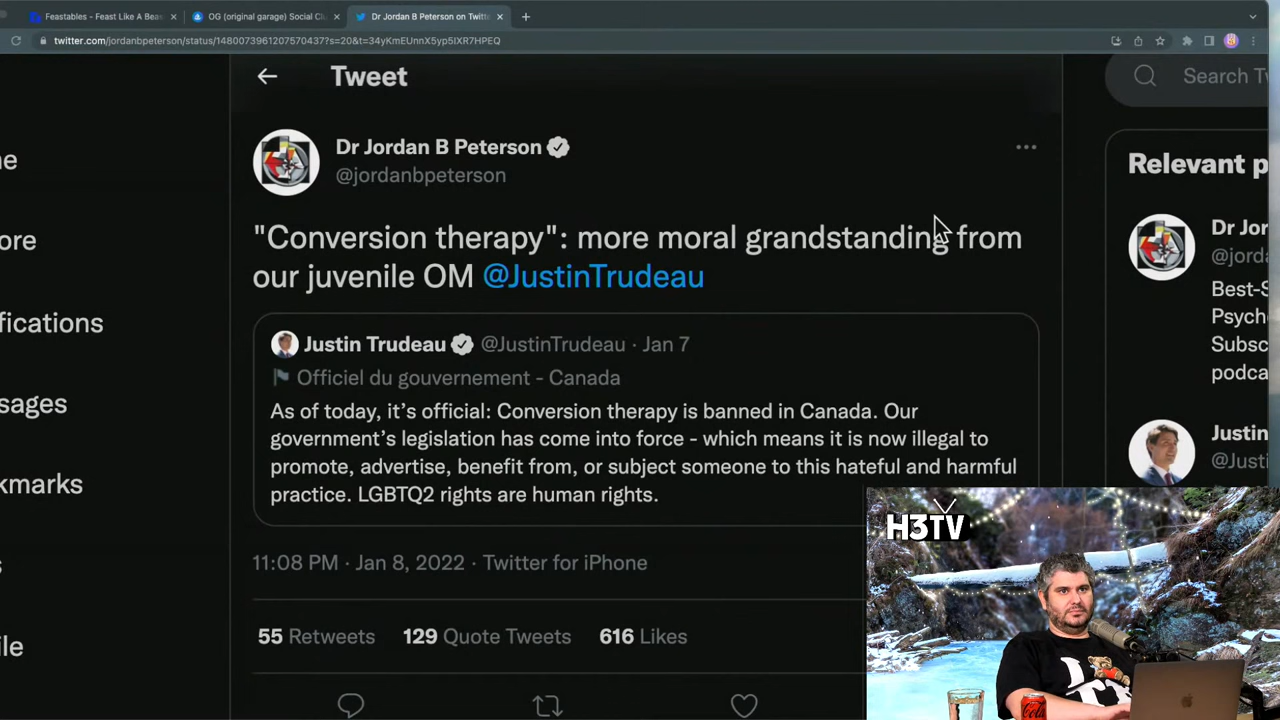 Feastables - Feast Like A Bea
OG (original garage) Social Cl
Dr Jordan B Peterson on Twitt
twitter.com/jordanbpeterson/status/1480073961207570437?s=20&t=34yKmEUnnX5yp5IXR7HPEQ
Tweet
Search Tw
Dr Jordan B Peterson
@jordanbpeterson
"Conversion therapy": more moral grandstanding from
our juvenile OM @JustinTrudeau
Justin Trudeau @JustinTrudeau · Jan 7
Officiel du gouvernement - Canada
As of today, it's official: Conversion therapy is banned in Canada. Our
government's legislation has come into force - which means it is now illegal to
promote, advertise, benefit from, or subject someone to this hateful and harmful
practice. LGBTQ2 rights are human rights.
11:08 PM · Jan 8, 2022 · Twitter for iPhone
55 Retweets 129 Quote Tweets 616 Likes
ne
ore
fications
sages
kmarks
s
ile
Relevant p
Dr Jor
@jorda
Best-S
Psych
Subsc
podca
Justin
@Justi
H3TV